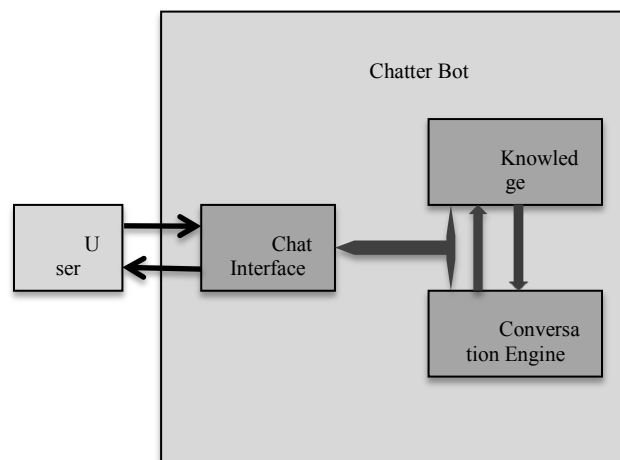 Chatter Bot
Knowled
ge
U
ser
Chat
Interface
Conversa
tion Engine